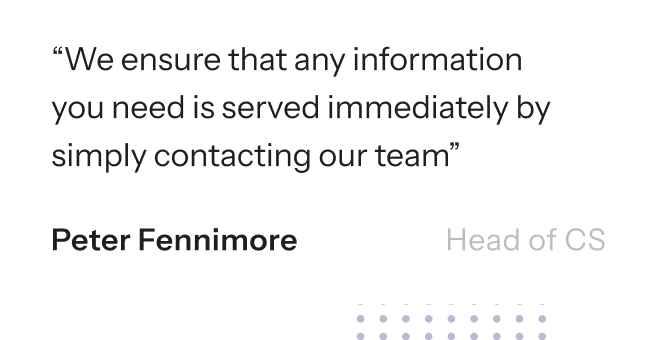 “We ensure that any information
you need is served immediately by
simply contacting our team”
Peter Fennimore
Head of CS